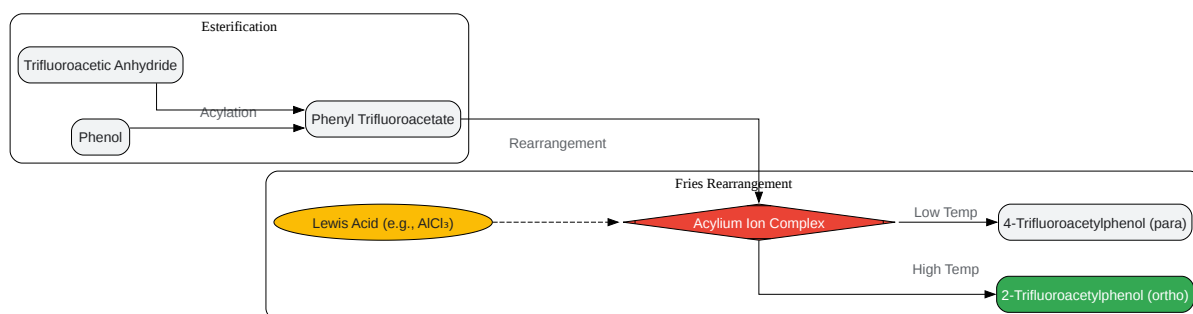 Esterification
Trifluoroacetic Anhydride
Acylation
Phenol
Phenyl Trifluoroacetate
Rearrangement
Fries Rearrangement
Lewis Acid (e.g., AlCl₃)
Acylium Ion Complex
Low Temp
4-Trifluoroacetylphenol (para)
High Temp
2-Trifluoroacetylphenol (ortho)